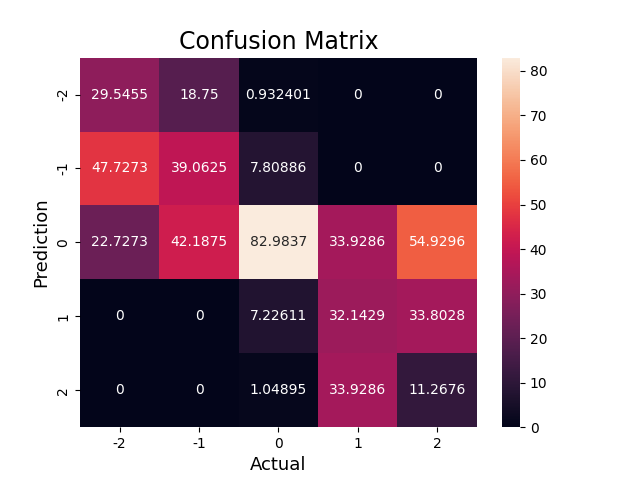 Confusion Matrix
-2 29.5455 18.75 0.932401 0 0
-1 47.7273 39.0625 7.80886 0 0
0 22.7273 42.1875 82.9837 33.9286 54.9296
1 0 0 7.22611 32.1429 33.8028
2 0 0 1.04895 33.9286 11.2676
-2 -1 0 1 2
Prediction
Actual
80
70
60
50
40
30
20
10
0